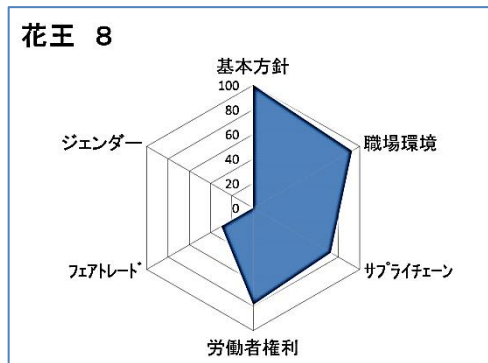 花王 8
基本方針
100
80
60
40
20
0
職場環境
サプライチェーン
労働者権利
フェアトレード
ジェンダー